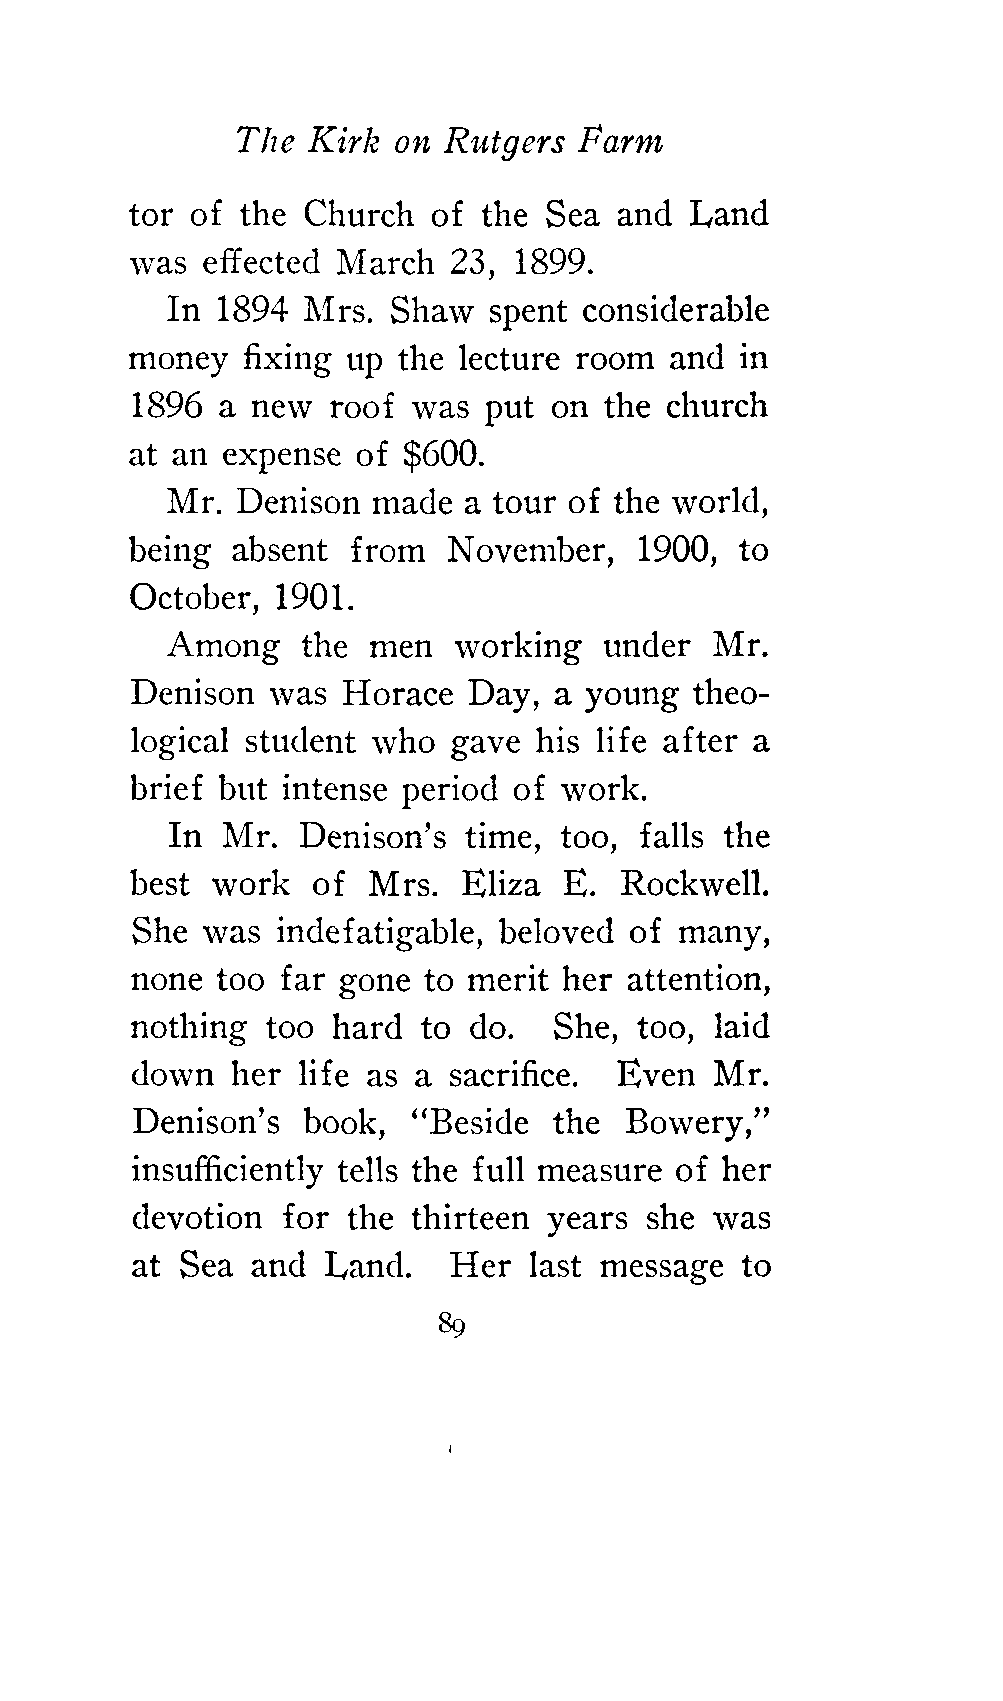 The Kirk on Rutgers Farm
tor of the Church of the Sea and Land
was effected March 23, 1899.
In 1894 Mrs. Shaw spent considerable
money fixing up the lecture room and in
1896 a new roof was put on the church
at an expense of $600.
Mr. Denison made a tour of the world,
being absent from November, 1900, to
October, 1901.
Among the men working under Mr.
Denison was Horace Day, a young theo-
logical student who gave his life after a
brief but intense period of work.
In Mr. Denison's time, too, falls the
best work of Mrs. Eliza E. Rockwell.
She was indefatigable, beloved of many,
none too far gone to merit her attention,
nothing too hard to do. She, too, laid
down her life as a sacrifice. Even Mr.
Denison's book, "Beside the Bowery,"
insufficiently tells the full measure of her
devotion for the thirteen years she was
at Sea and Land. Her last message to
89